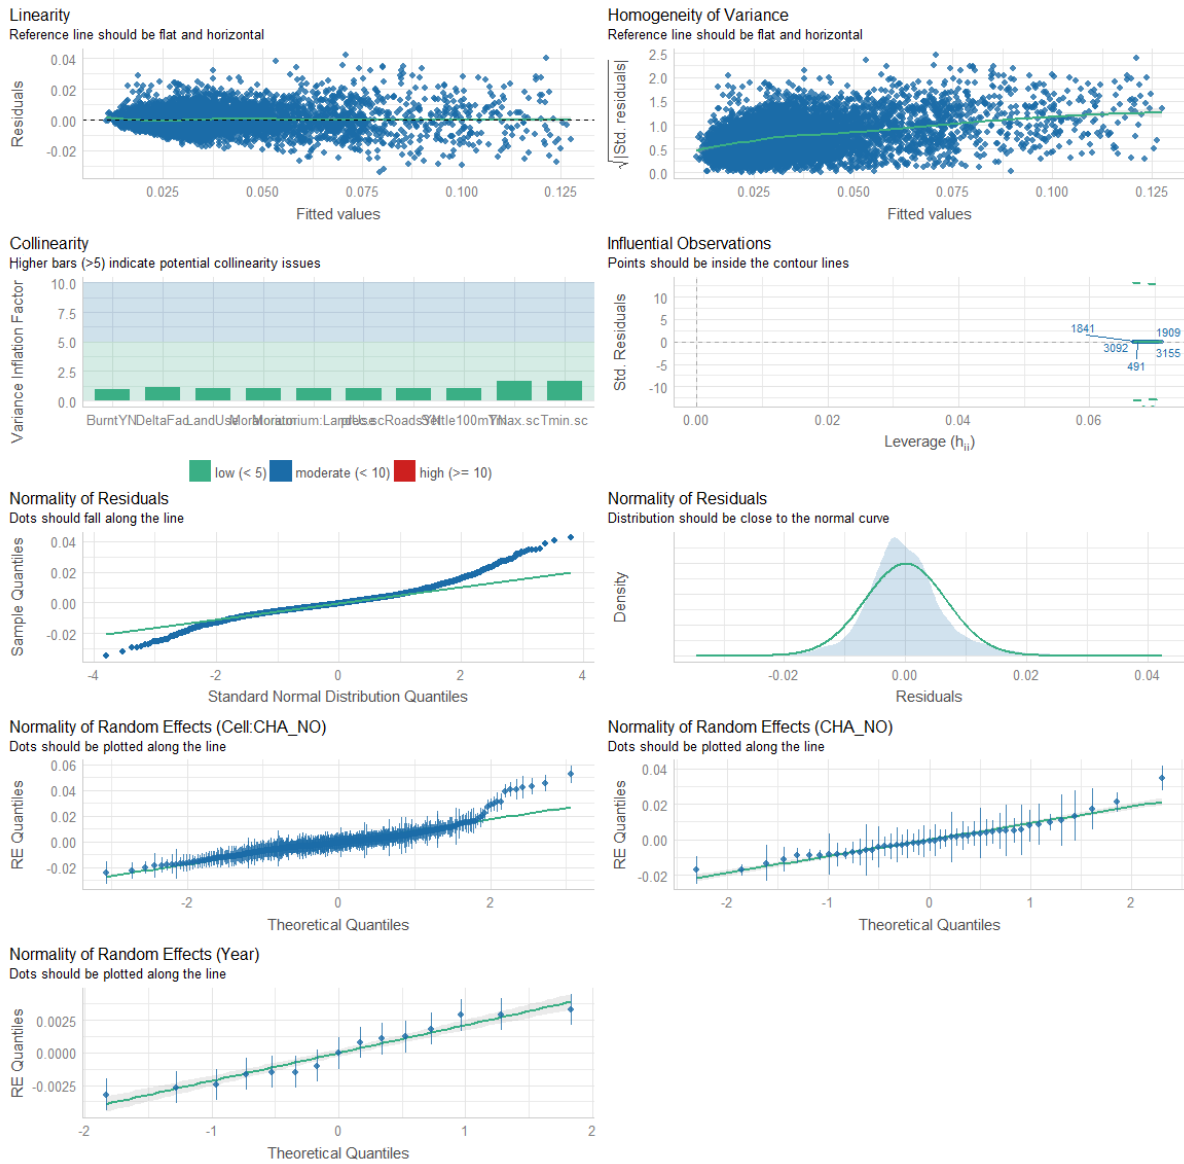 Linearity
Reference line should be flat and horizontal
Residuals
0.04
0.02
0.00
-0.02
0.025 0.050 0.075 0.100 0.125
Fitted values
Homogeneity of Variance
Reference line should be flat and horizontal
√|Std. residuals|
2.5
2.0
1.5
1.0
0.5
0.0
0.025 0.050 0.075 0.100 0.125
Fitted values
Collinearity
Higher bars (>5) indicate potential collinearity issues
Variance Inflation Factor
10.0
7.5
5.0
2.5
0.0
BurntYN DeltaFac LandUse Tmin.sc
low (< 5) moderate (< 10) high (>= 10)
Influential Observations
Points should be inside the contour lines
Std. Residuals
10
5
0
-5
-10
1841 1909
3092 3155
491
0.00 0.02 0.04 0.06
Leverage (hii)
Normality of Residuals
Dots should fall along the line
Sample Quantiles
0.04
0.02
0.00
-0.02
-4 -2 0 2 4
Standard Normal Distribution Quantiles
Normality of Residuals
Distribution should be close to the normal curve
Density
-0.02 0.00 0.02 0.04
Residuals
Normality of Random Effects (Cell:CHA_NO)
Dots should be plotted along the line
RE Quantiles
0.06
0.04
0.02
0.00
-0.02
-2 0 2
Theoretical Quantiles
Normality of Random Effects (CHA_NO)
Dots should be plotted along the line
RE Quantiles
0.04
0.02
0.00
-0.02
-2 -1 0 1 2
Theoretical Quantiles
Normality of Random Effects (Year)
Dots should be plotted along the line
RE Quantiles
0.0025
0.0000
-0.0025
-2 -1 0 1 2
Theoretical Quantiles